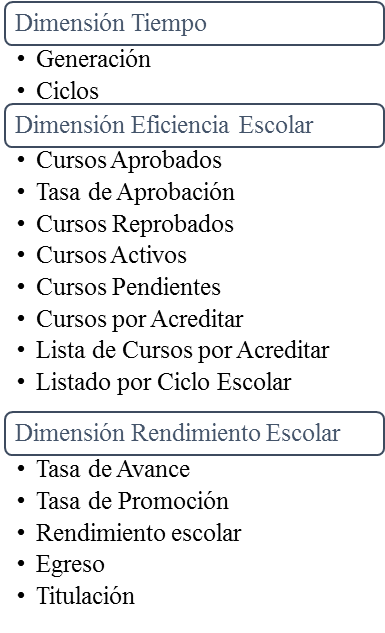 Dimensión Tiempo
• Generación
• Ciclos
Dimensión Eficiencia Escolar
• Cursos Aprobados
• Tasa de Aprobación
• Cursos Reprobados
• Cursos Activos
• Cursos Pendientes
• Cursos por Acreditar
• Lista de Cursos por Acreditar
• Listado por Ciclo Escolar
Dimensión Rendimiento Escolar
• Tasa de Avance
• Tasa de Promoción
• Rendimiento escolar
• Egreso
• Titulación